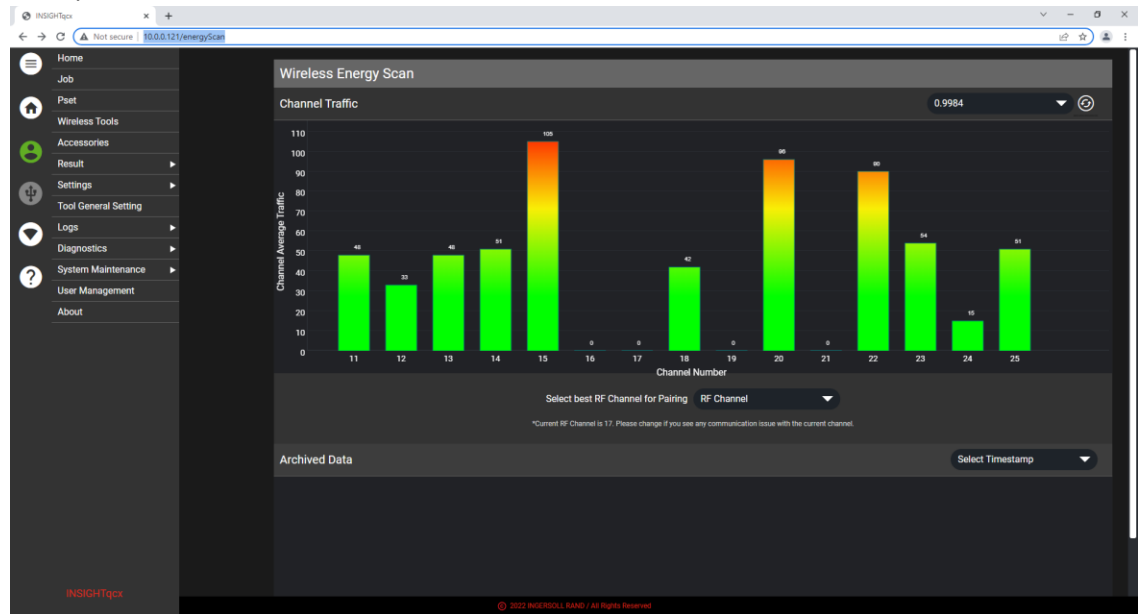 INSIGHTqcx
Not secure | 10.0.0.121/energyScan
Home
Job
Pset
Wireless Tools
Accessories
Result
Settings
Tool General Setting
Logs
Diagnostics
System Maintenance
User Management
About
INSIGHTqcx
Wireless Energy Scan
Channel Traffic
0.9984
Channel Average Traffic
110
100
90
80
70
60
50
40
30
20
10
0
48
33
48
51
105
0
0
42
0
96
0
90
54
15
51
11 12 13 14 15 16 17 18 19 20 21 22 23 24 25
Channel Number
Select best RF Channel for Pairing RF Channel
*Current RF Channel is 17. Please change if you see any communication issue with the current channel.
Archived Data
Select Timestamp
© 2022 INGERSOLL RAND / All Rights Reserved